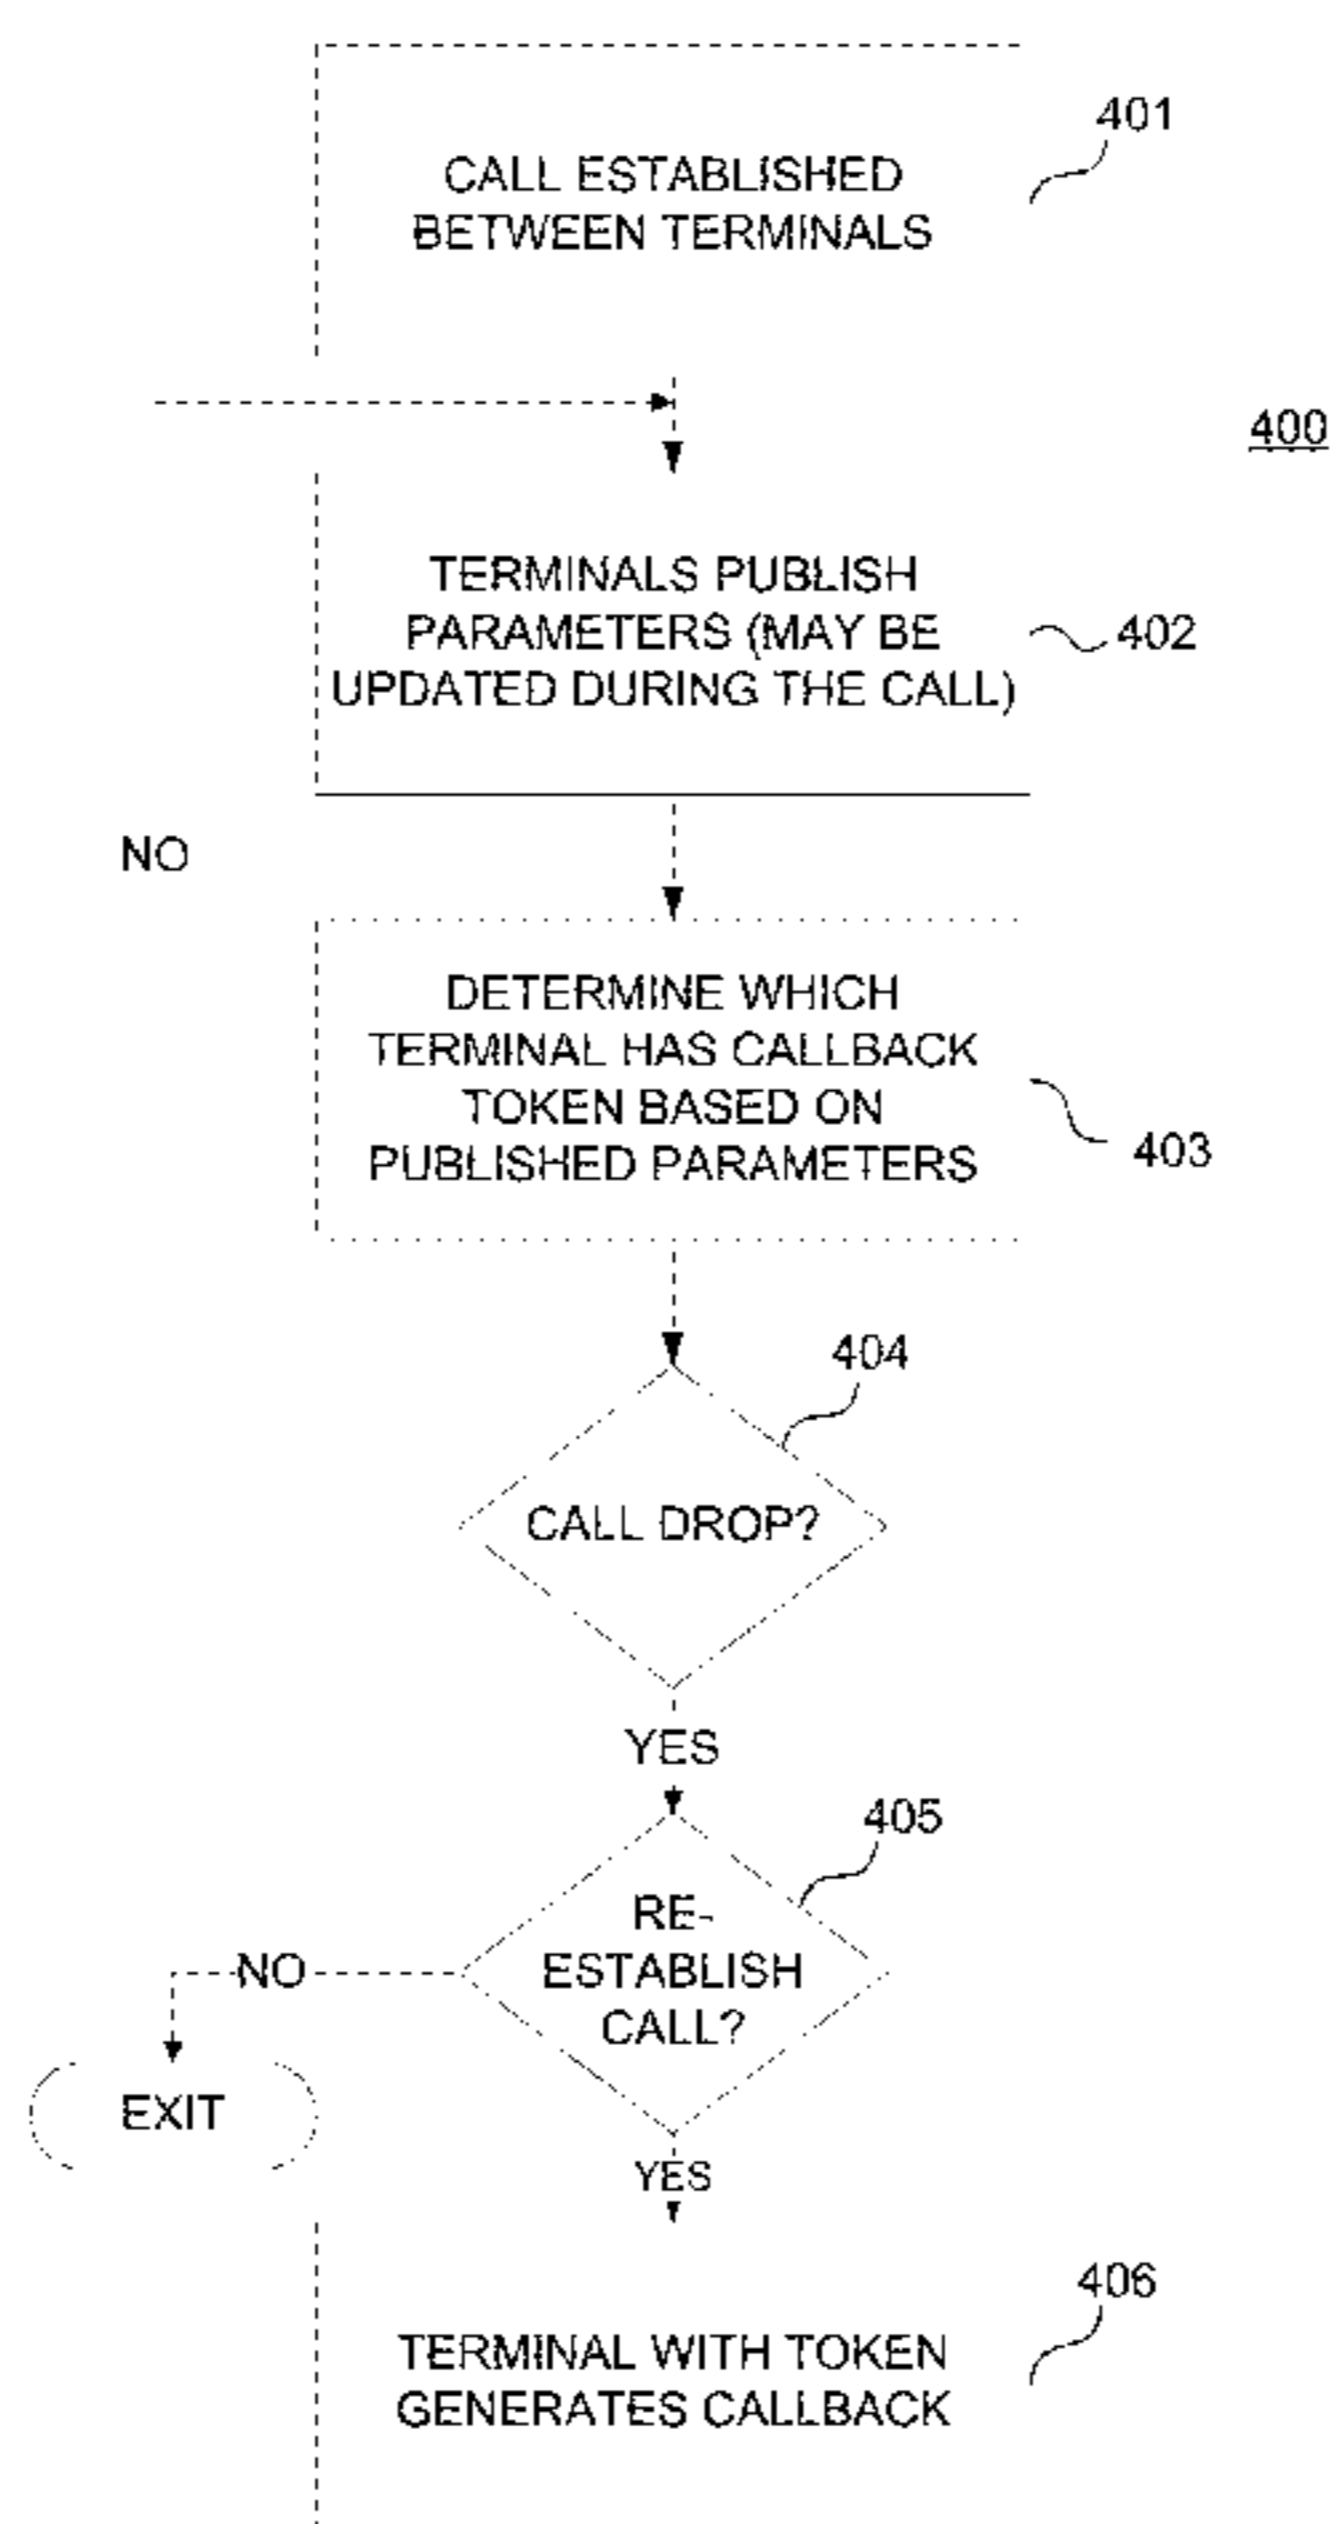 401
CALL ESTABLISHED
BETWEEN TERMINALS
400
TERMINALS PUBLISH
PARAMETERS (MAY BE
UPDATED DURING THE CALL)
402
NO
DETERMINE WHICH
TERMINAL HAS CALLBACK
TOKEN BASED ON
PUBLISHED PARAMETERS
403
404
CALL DROP?
YES
405
RE-
ESTABLISH
CALL?
NO
EXIT
YES
406
TERMINAL WITH TOKEN
GENERATES CALLBACK